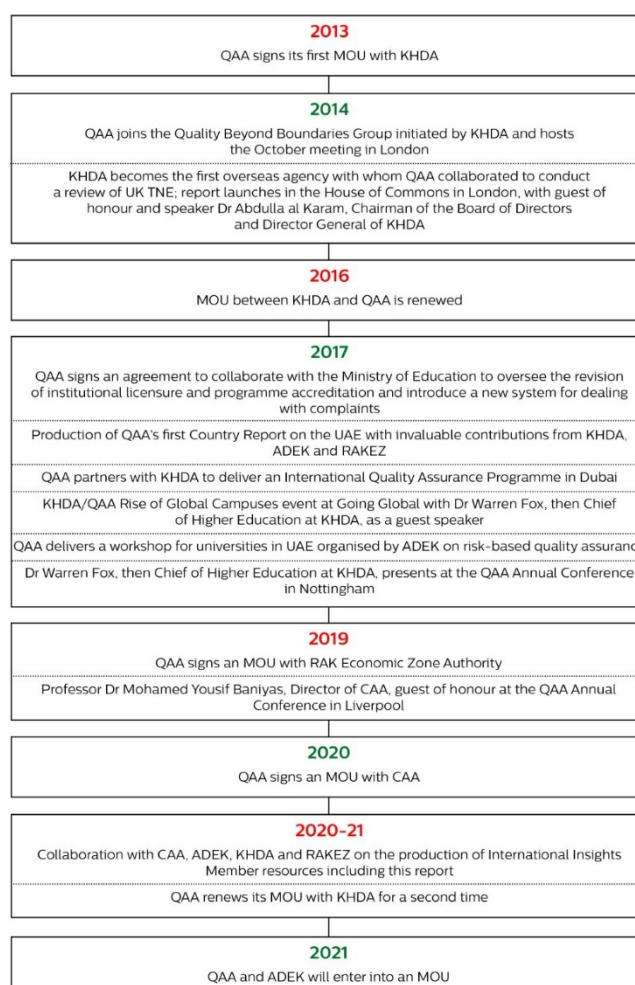 2013
QAA signs its first MOU with KHDA
2014
QAA joins the Quality Beyond Boundaries Group initiated by KHDA and hosts
the October meeting in London
KHDA becomes the first overseas agency with whom QAA collaborated to conduct
a review of UK TNE; report launches in the House of Commons in London, with guest of
honour and speaker Dr Abdulla al Karam, Chairman of the Board of Directors
and Director General of KHDA
2016
MOU between KHDA and QAA is renewed
2017
QAA signs an agreement to collaborate with the Ministry of Education to oversee the revision
of institutional licensure and programme accreditation and introduce a new system for dealing
with complaints
Production of QAA's first Country Report on the UAE with invaluable contributions from KHDA,
ADEK and RAKEZ
QAA partners with KHDA to deliver an International Quality Assurance Programme in Dubai
KHDA/QAA Rise of Global Campuses event at Going Global with Dr Warren Fox, then Chief
of Higher Education at KHDA, as a guest speaker
QAA delivers a workshop for universities in UAE organised by ADEK on risk-based quality assuranc
Dr Warren Fox, then Chief of Higher Education at KHDA, presents at the QAA Annual Conference
in Nottingham
2019
QAA signs an MOU with RAK Economic Zone Authority
Professor Dr Mohamed Yousif Baniyas, Director of CAA, guest of honour at the QAA Annual
Conference in Liverpool
2020
QAA signs an MOU with CAA
2020-21
Collaboration with CAA, ADEK, KHDA and RAKEZ on the production of International Insights
Member resources including this report
QAA renews its MOU with KHDA for a second time
2021
QAA and ADEK will enter into an MOU